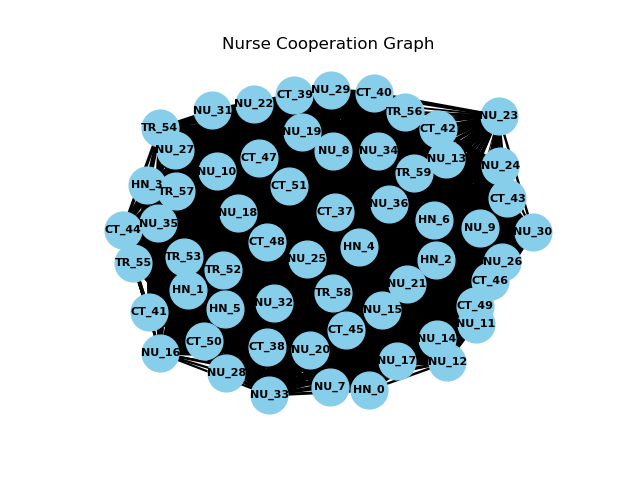 Nurse Cooperation Graph
NU_29
CT_40
CT_39
NU_22
NU_31
TR_56
NU_23
TR_54
CT_42
NU_19
NU_27
NU_8
NU_34
CT_47
NU_13
NU_24
NU_10
TR_59
HN_3
CT_51
TR_57
CT_43
NU_36
NU_18
CT_37
HN_6
NU_35
NU_9
CT_44
NU_30
CT_48
HN_4
TR_53
NU_25
HN_2
TR_55
NU_26
TR_52
CT_46
NU_21
HN_1
TR_58
NU_32
CT_49
HN_5
NU_15
CT_41
NU_11
CT_45
NU_14
CT_50
CT_38
NU_20
NU_16
NU_17
NU_12
NU_28
NU_7
HN_0
NU_33